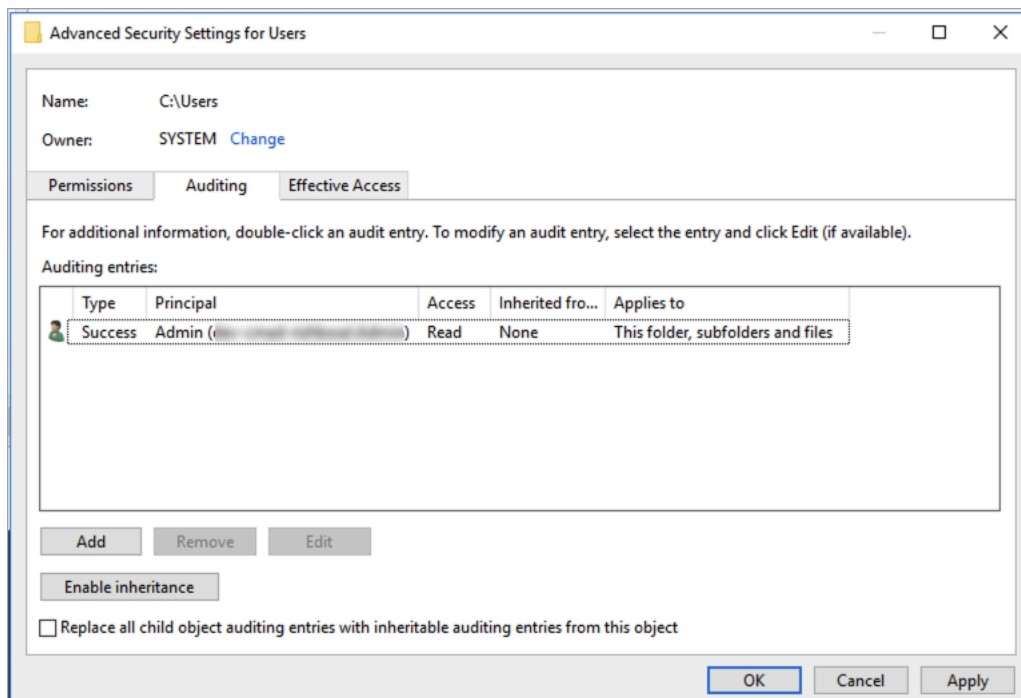 Advanced Security Settings for Users
Name: C:\Users
Owner: SYSTEM Change
Permissions Auditing Effective Access
For additional information, double-click an audit entry. To modify an audit entry, select the entry and click Edit (if available).
Auditing entries:
Type Principal Access Inherited fro... Applies to
Success Admin ( ) Read None This folder, subfolders and files
Add Remove Edit
Enable inheritance
Replace all child object auditing entries with inheritable auditing entries from this object
OK Cancel Apply